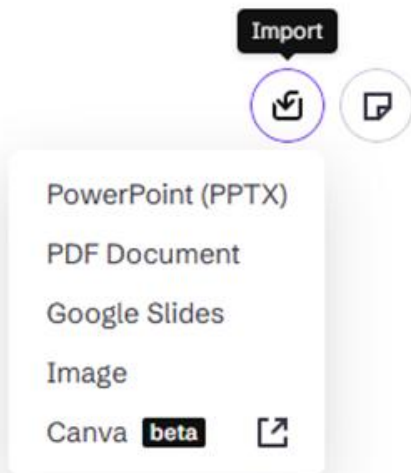 Import
PowerPoint (PPTX)
PDF Document
Google Slides
Image
Canva beta